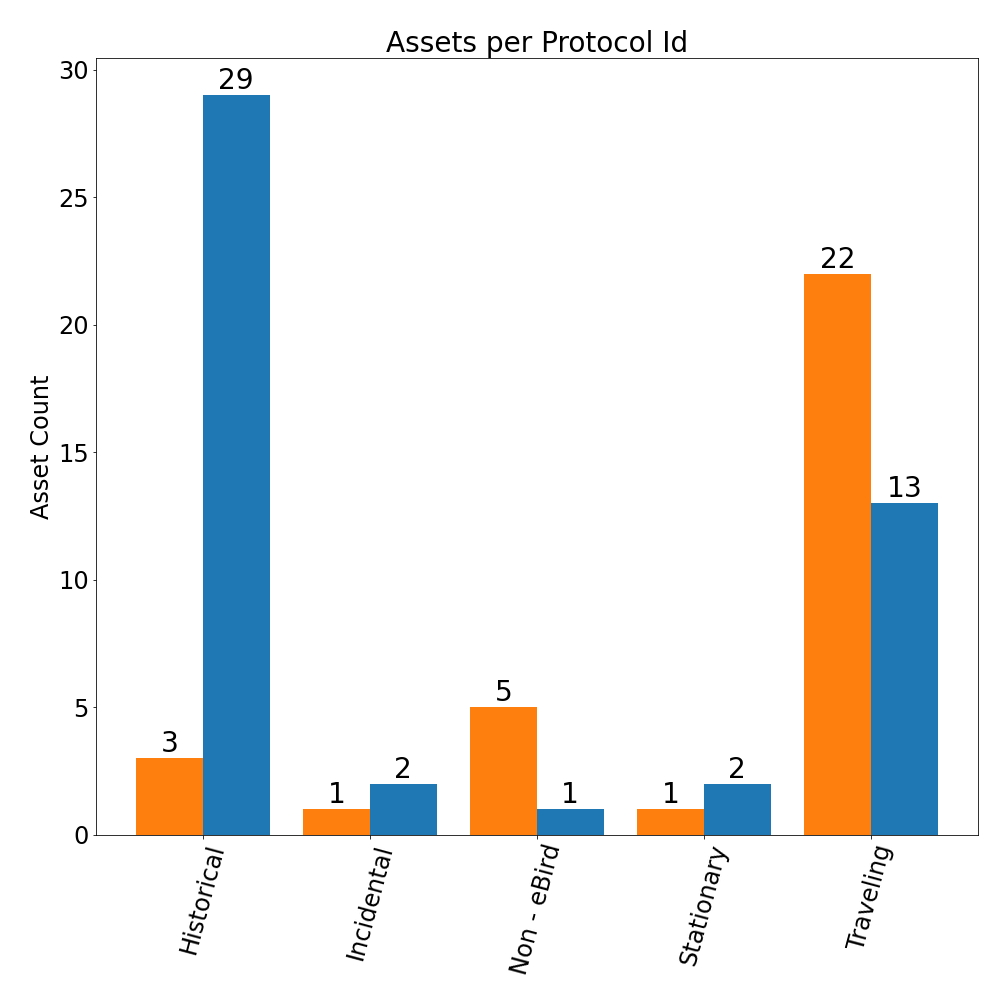 Assets per Protocol Id
30
25
20
15
10
5
0
Asset Count
3
29
1
2
5
1
1
2
22
13
Historical
Incidental
Non - eBird
Stationary
Traveling